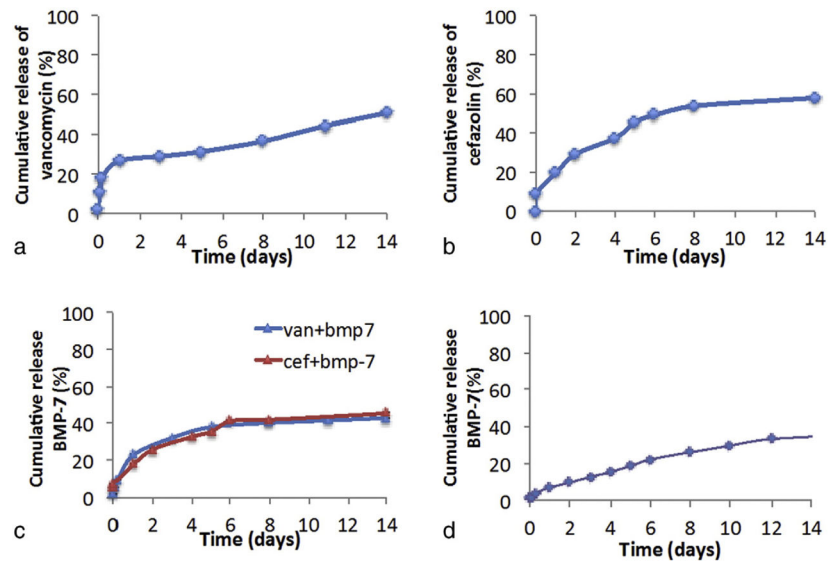 Cumulative release of
vancomycin (%)
100
80
60
40
20
0
0 2 4 6 8 10 12 14
Time (days)
a
Cumulative release of
cefazolin (%)
100
80
60
40
20
0
0 2 4 6 8 10 12 14
Time (days)
b
Cumulative release
BMP-7 (%)
100
80
60
40
20
0
van+bmp7
cef+bmp-7
0 2 4 6 8 10 12 14
Time (days)
c
Cumulative release
BMP-7(%)
100
80
60
40
20
0
0 2 4 6 8 10 12 14
Time (days)
d